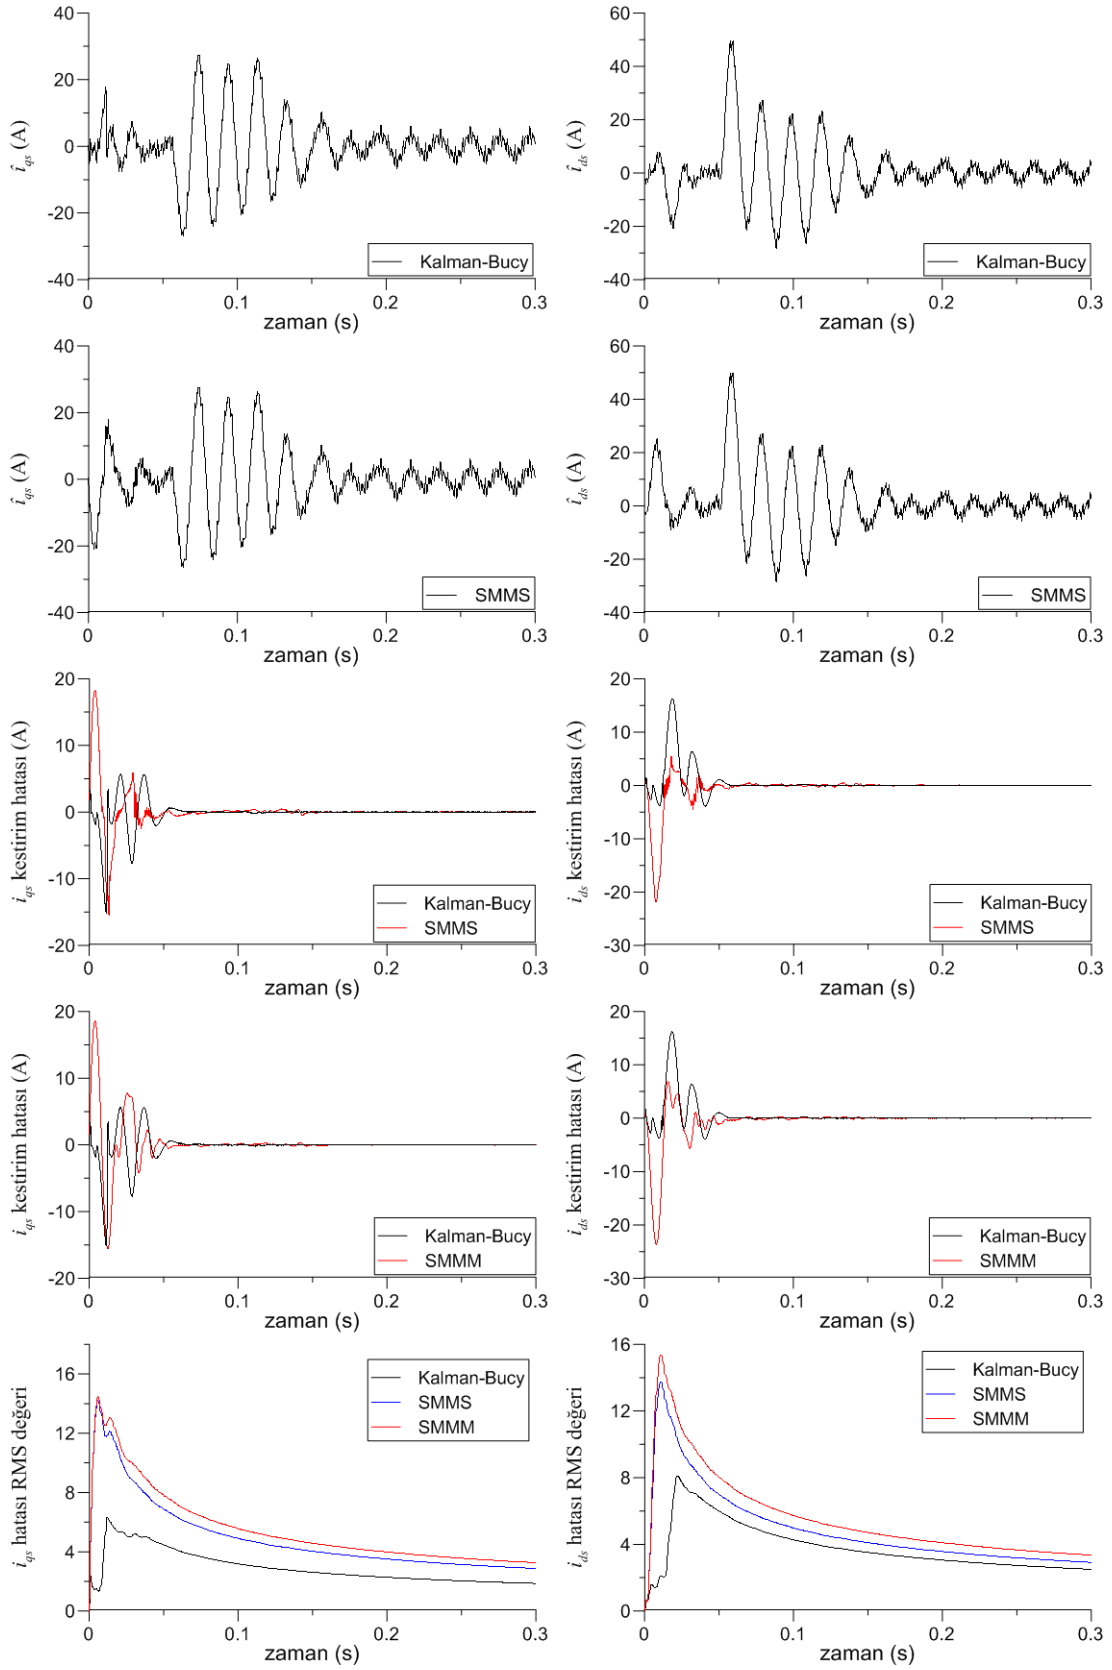 40
20
0
-20
-40
î_qs (A)
Kalman-Bucy
0
0.1
0.2
0.3
zaman (s)
60
40
20
0
-20
-40
î_ds (A)
Kalman-Bucy
0
0.1
0.2
0.3
zaman (s)
40
20
0
-20
-40
î_qs (A)
SMMS
0
0.1
0.2
0.3
zaman (s)
60
40
20
0
-20
-40
î_ds (A)
SMMS
0
0.1
0.2
0.3
zaman (s)
20
10
0
-10
-20
i_qs kestirim hatası (A)
Kalman-Bucy
SMMS
0
0.1
0.2
0.3
zaman (s)
20
10
0
-10
-20
-30
i_ds kestirim hatası (A)
Kalman-Bucy
SMMS
0
0.1
0.2
0.3
zaman (s)
20
10
0
-10
-20
i_qs kestirim hatası (A)
Kalman-Bucy
SMMM
0
0.1
0.2
0.3
zaman (s)
20
10
0
-10
-20
-30
i_ds kestirim hatası (A)
Kalman-Bucy
SMMM
0
0.1
0.2
0.3
zaman (s)
16
12
8
4
0
i_qs hatası RMS değeri
Kalman-Bucy
SMMS
SMMM
0
0.1
0.2
0.3
zaman (s)
16
12
8
4
0
i_ds hatası RMS değeri
Kalman-Bucy
SMMS
SMMM
0
0.1
0.2
0.3
zaman (s)